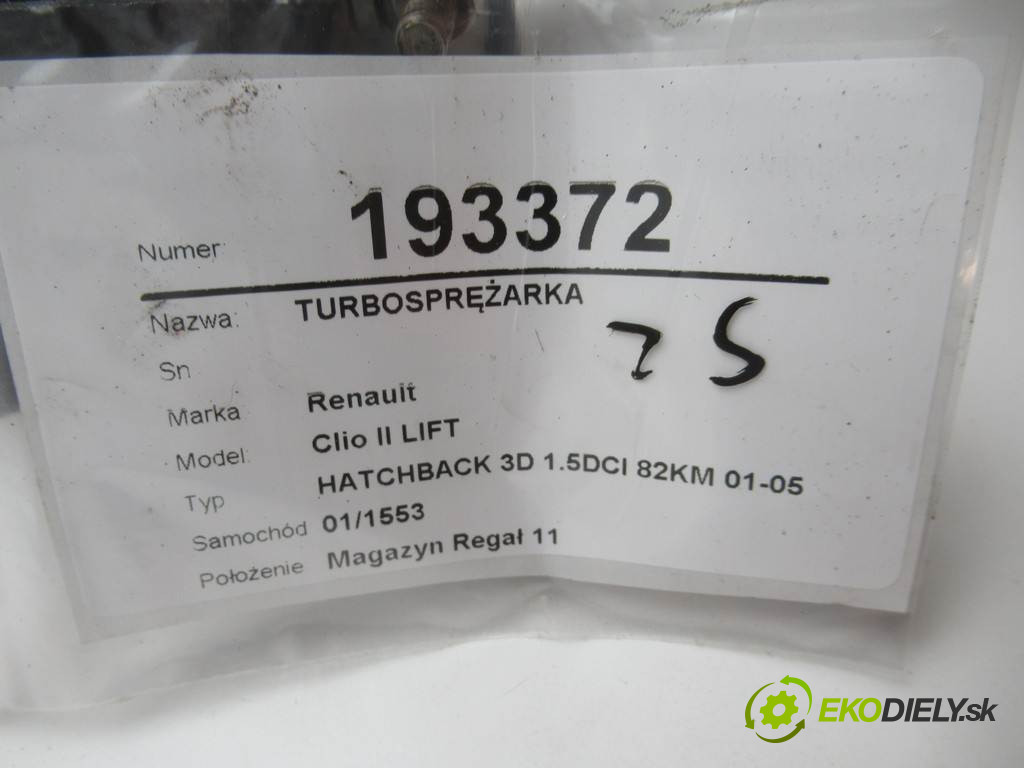 Numer 193372
Nazwa: TURBOSPRĘŻARKA
Sn
Marka Renault
Model: Clio II LIFT
Typ HATCHBACK 3D 1.5DCI 82KM 01-05
Samochód 01/1553
Położenie Magazyn Regał 11
EKODIELY.sk